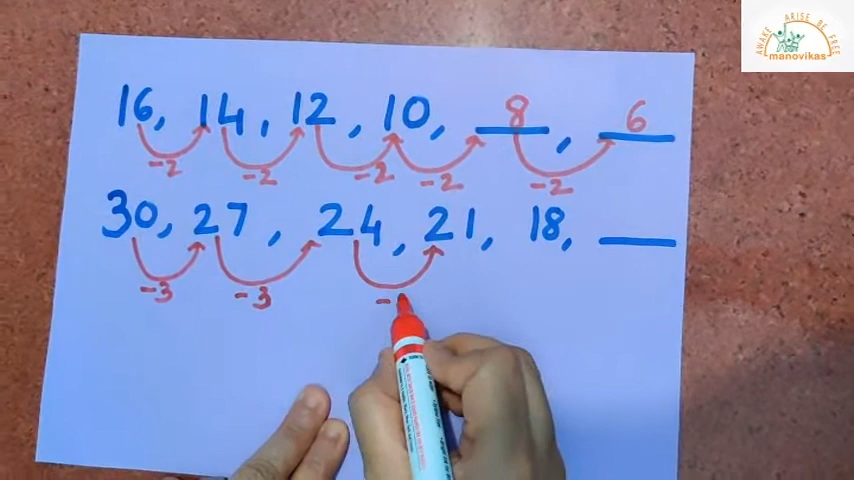 AWAKE ARISE BE FREE
manovikas
16, 14, 12, 10, 8, 6
-2 -2 -2 -2 -2
30, 27, 24, 21, 18, __
-3 -3 -